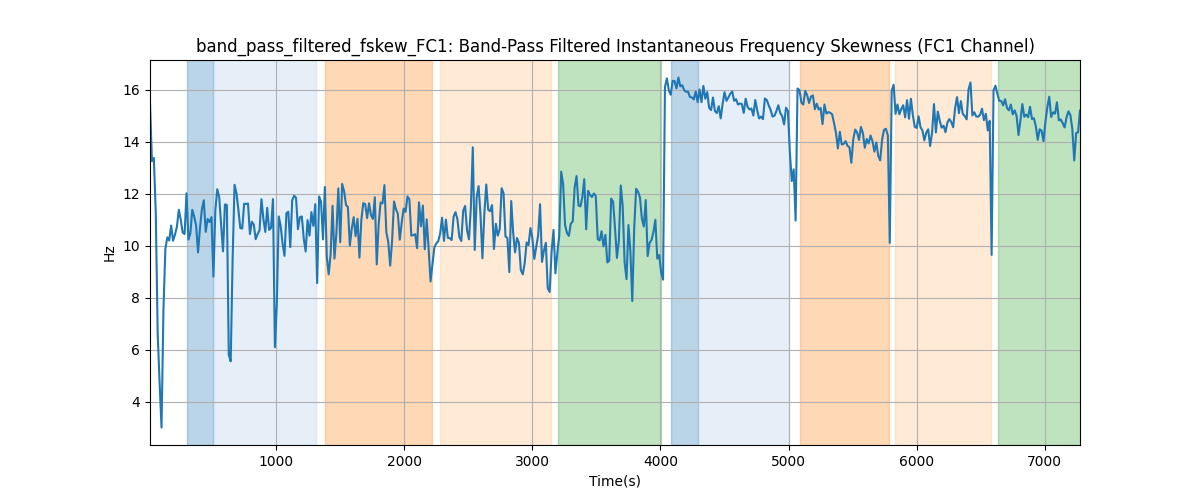 band_pass_filtered_fskew_FC1: Band-Pass Filtered Instantaneous Frequency Skewness (FC1 Channel)
16
14
12
10
8
6
4
Hz
1000 2000 3000 4000 5000 6000 7000
Time(s)